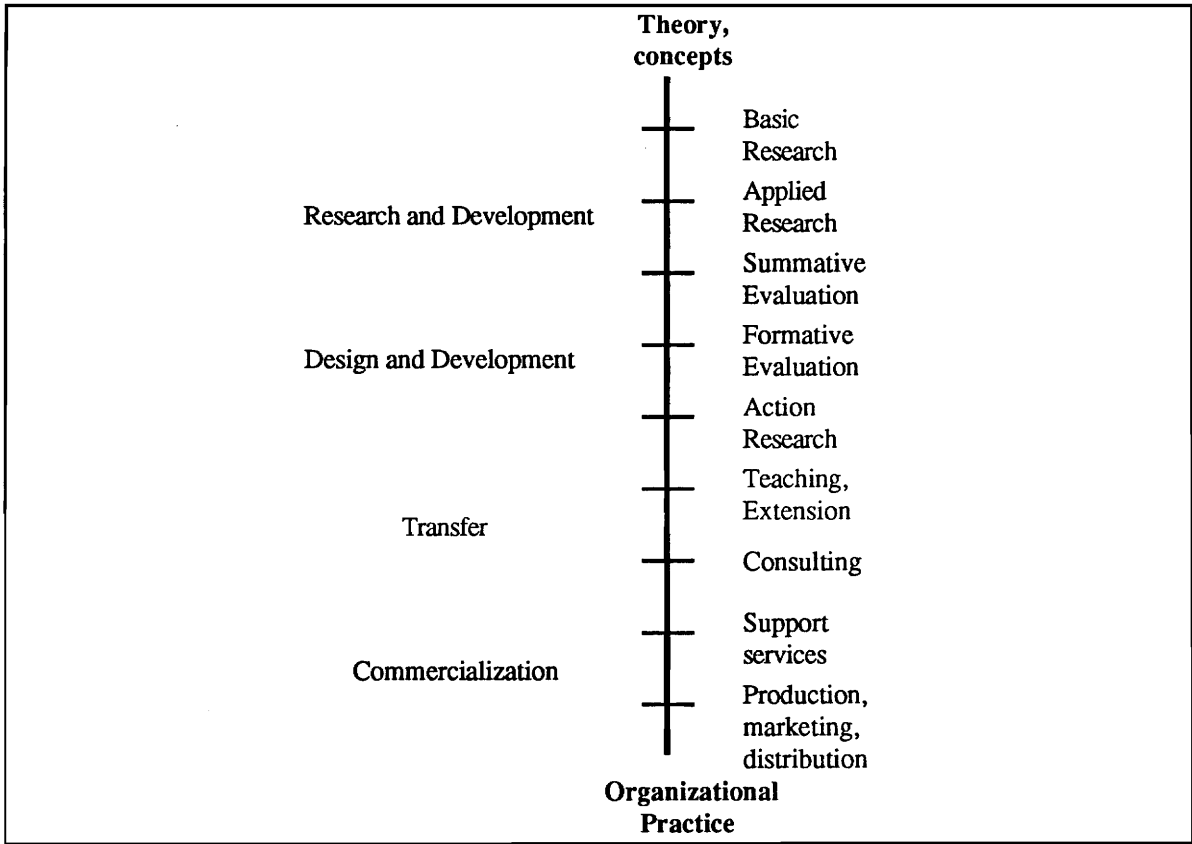 Theory,
concepts
Basic
Research
Applied
Research
Research and Development
Summative
Evaluation
Formative
Evaluation
Design and Development
Action
Research
Teaching,
Extension
Transfer
Consulting
Support
services
Commercialization
Production,
marketing,
distribution
Organizational
Practice